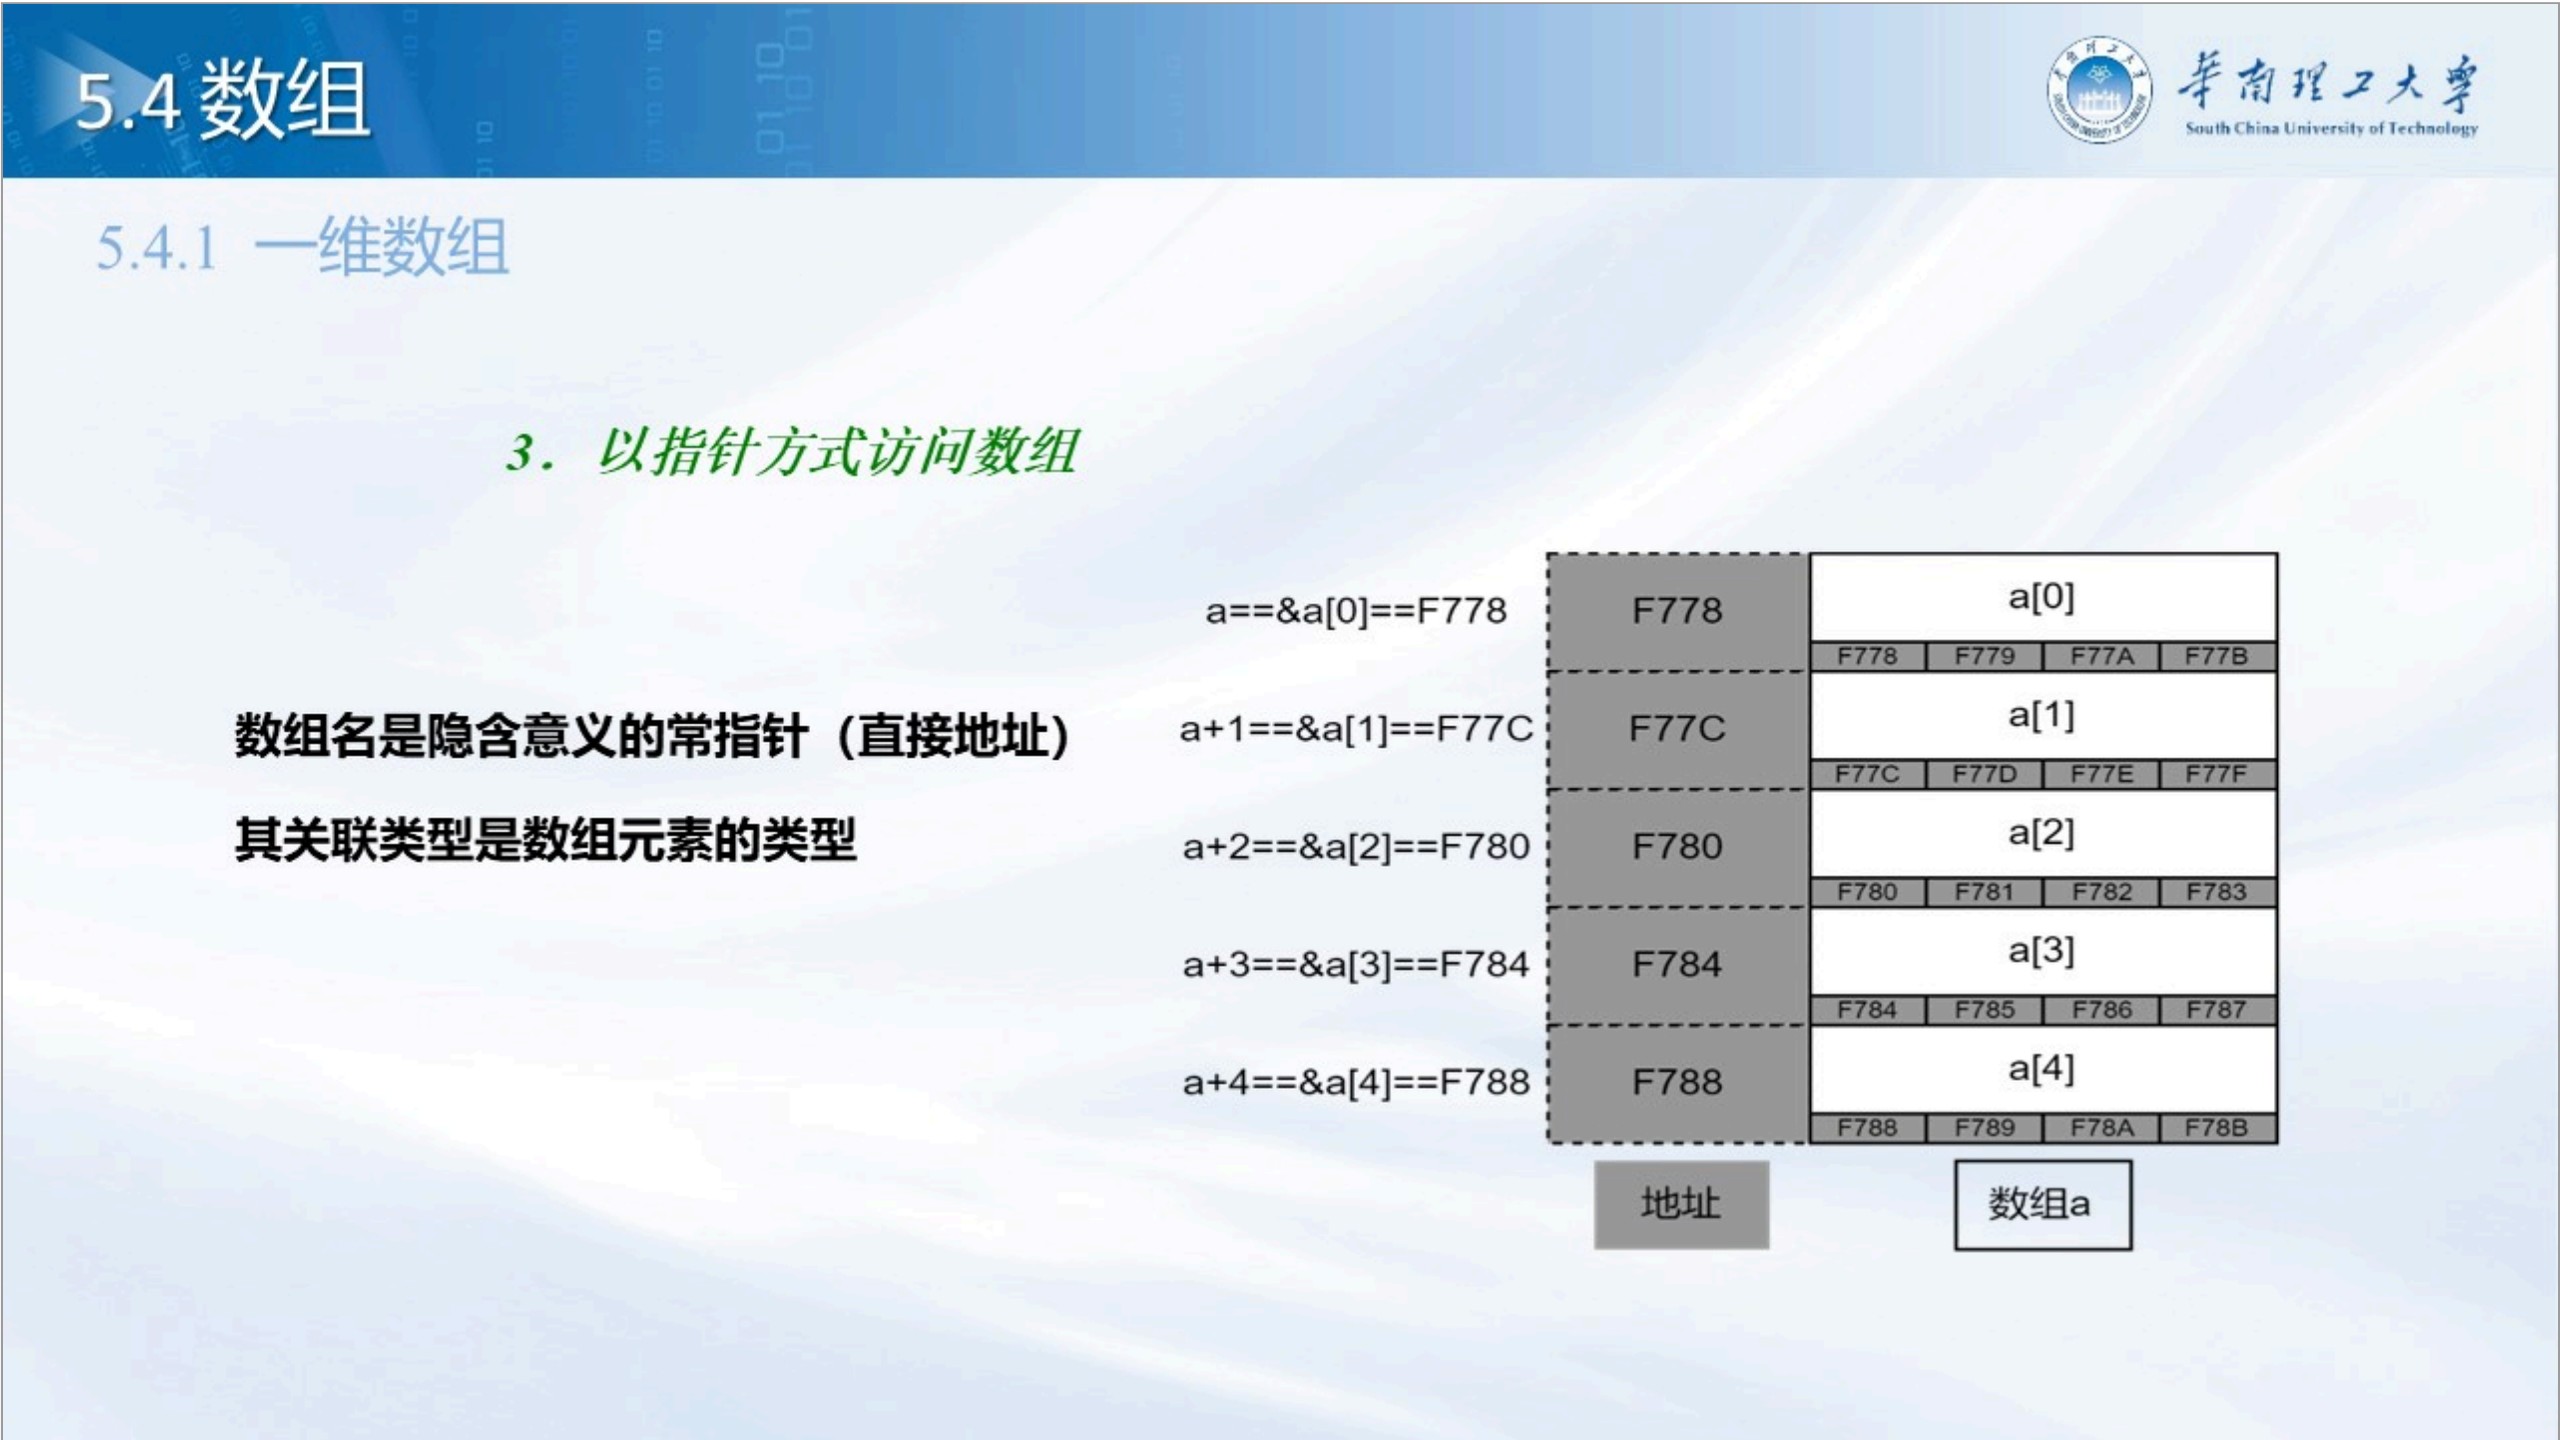 5.4 数组
华南理工大学
South China University of Technology
5.4.1 一维数组
3. 以指针方式访问数组
数组名是隐含意义的常指针（直接地址）
其关联类型是数组元素的类型
a==&a[0]==F778 F778 a[0]
F778 F779 F77A F77B
a+1==&a[1]==F77C F77C a[1]
F77C F77D F77E F77F
a+2==&a[2]==F780 F780 a[2]
F780 F781 F782 F783
a+3==&a[3]==F784 F784 a[3]
F784 F785 F786 F787
a+4==&a[4]==F788 F788 a[4]
F788 F789 F78A F78B
地址 数组a